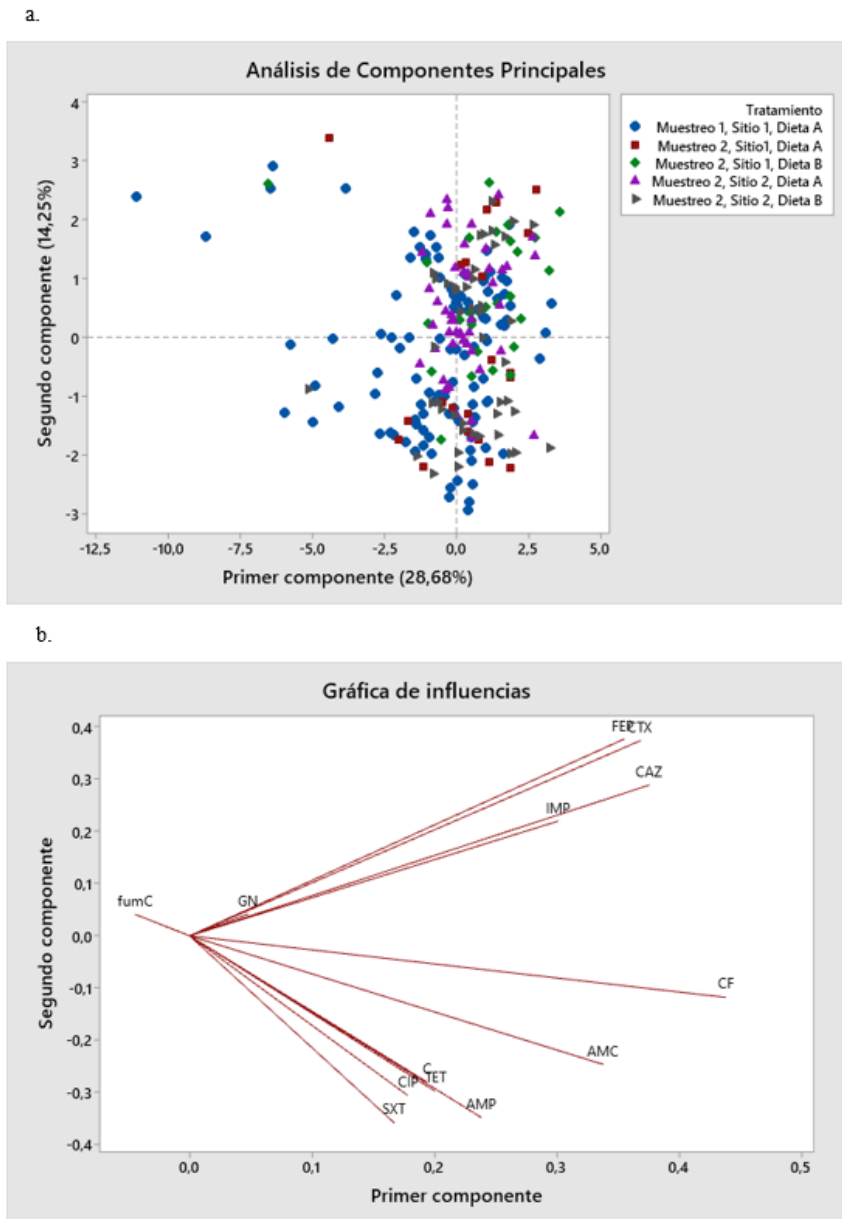 a.
Análisis de Componentes Principales
4
3
2
1
0
-1
-2
-3
Segundo componente (14,25%)
-12,5 -10,0 -7,5 -5,0 -2,5 0,0 2,5 5,0
Primer componente (28,68%)
Tratamiento
Muestreo 1, Sitio 1, Dieta A
Muestreo 2, Sitio1, Dieta A
Muestreo 2, Sitio 1, Dieta B
Muestreo 2, Sitio 2, Dieta A
Muestreo 2, Sitio 2, Dieta B
b.
Gráfica de influencias
0,4
0,3
0,2
0,1
0,0
-0,1
-0,2
-0,3
-0,4
Segundo componente
FEP CTX
CAZ
IMP
fumC GN
CF
AMC
C
CIP TET
SXT AMP
0,0 0,1 0,2 0,3 0,4 0,5
Primer componente